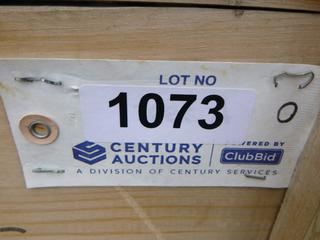 LOT NO
1073
CENTURY AUCTIONS
POWERED BY
ClubBid
A DIVISION OF CENTURY SERVICES